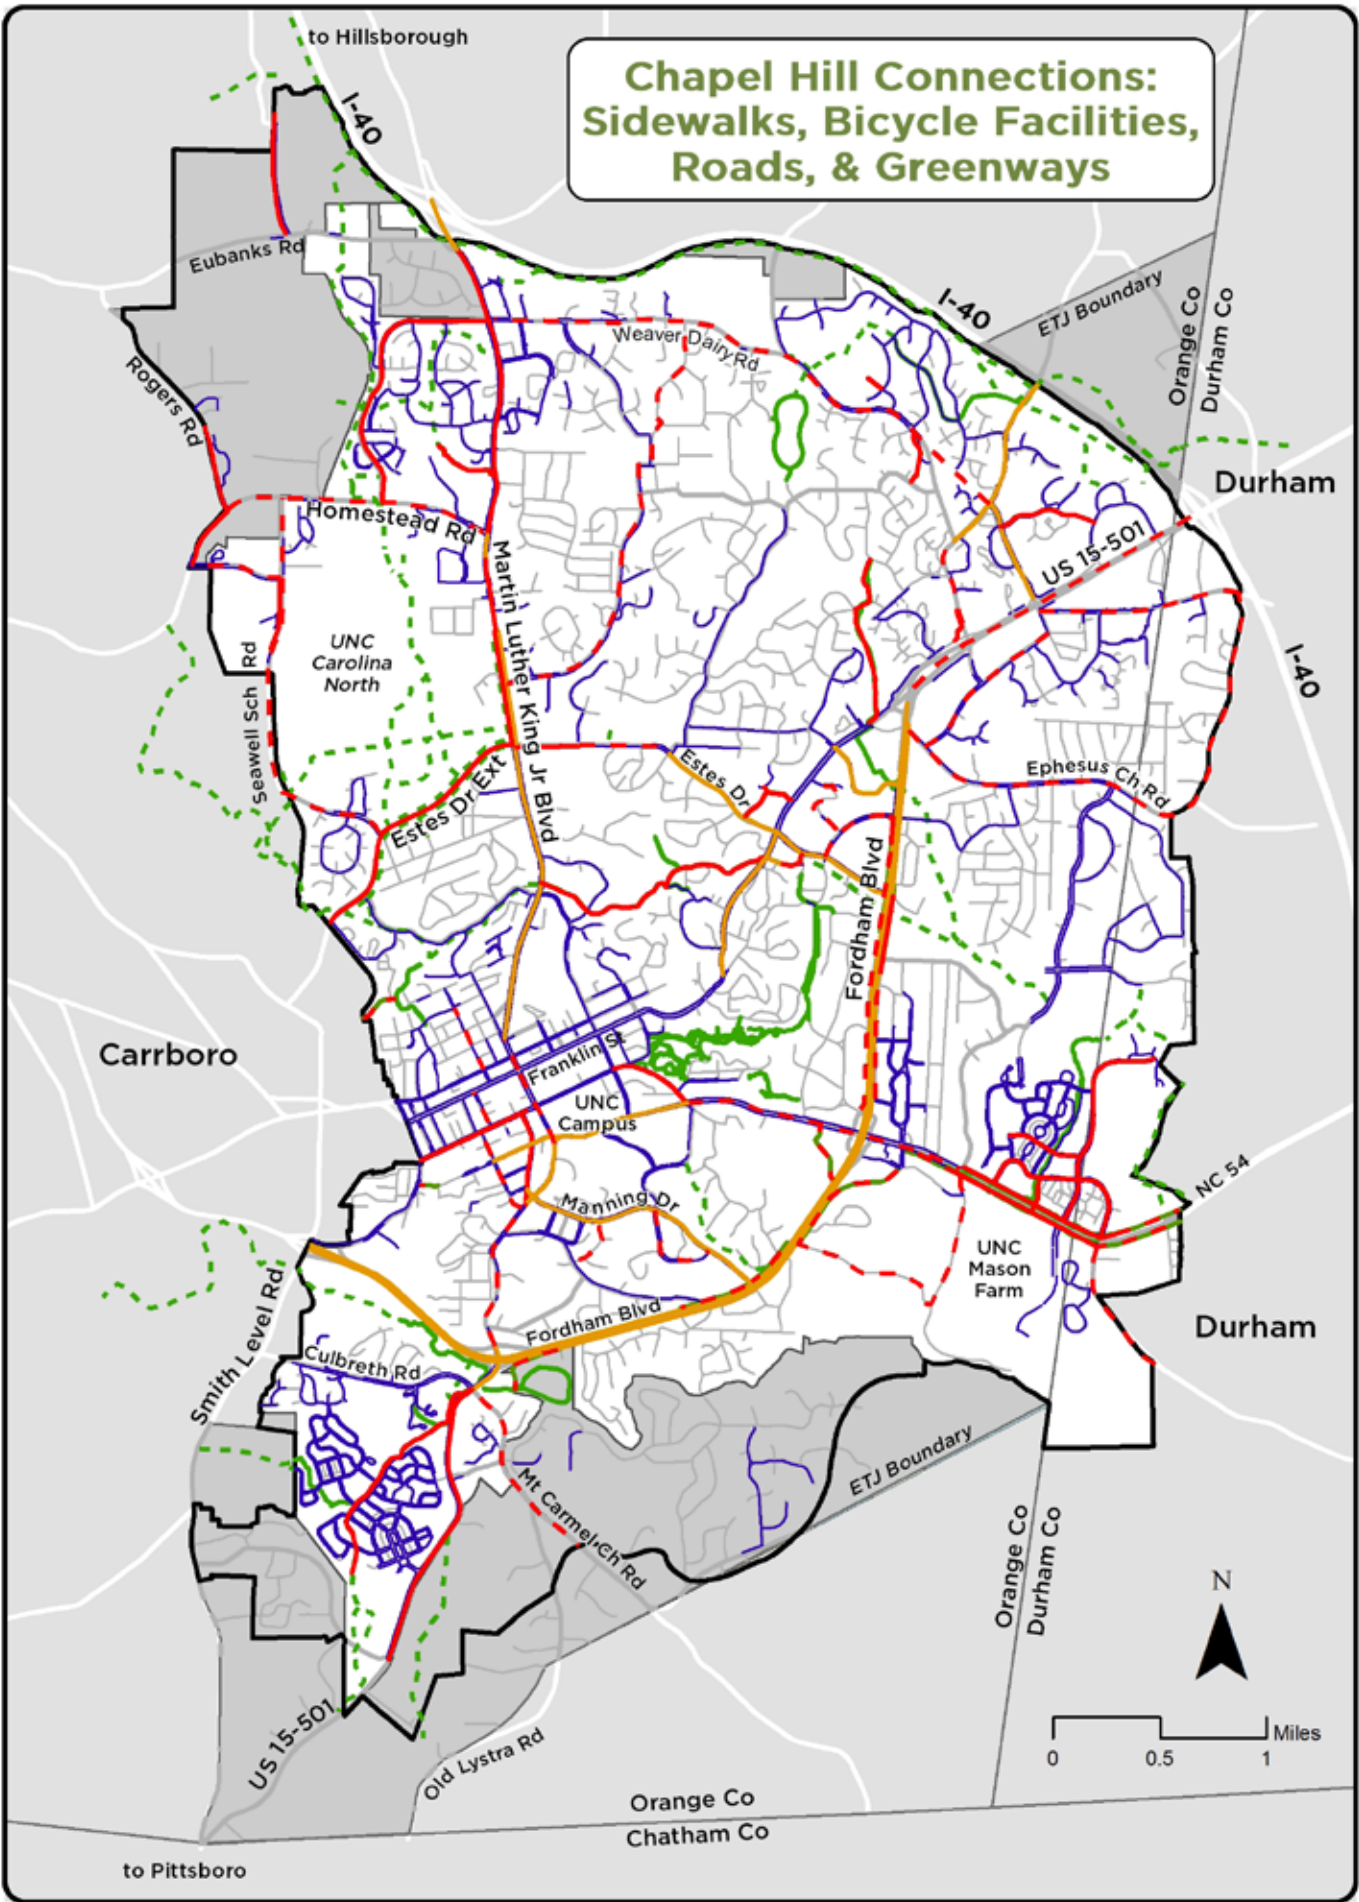 to Hillsborough
Chapel Hill Connections:
Sidewalks, Bicycle Facilities,
Roads, & Greenways
I-40
Eubanks Rd
I-40
ETJ Boundary
Orange Co
Durham Co
Weaver Dairy Rd
Rogers Rd
Durham
Homestead Rd
US 15-501
Martin Luther King Jr Blvd
UNC
Carolina
North
Seawell Sch Rd
I-40
Estes Dr
Ephesus Ch Rd
Estes Dr Ext
Fordham Blvd
Carrboro
Franklin St
UNC
Campus
NC 54
Manning Dr
UNC
Mason
Farm
Smith Level Rd
Fordham Blvd
Durham
Culbreth Rd
ETJ Boundary
Mt Carmel Ch Rd
Orange Co
Durham Co
N
US 15-501
Old Lystra Rd
Miles
0 0.5 1
Orange Co
Chatham Co
to Pittsboro